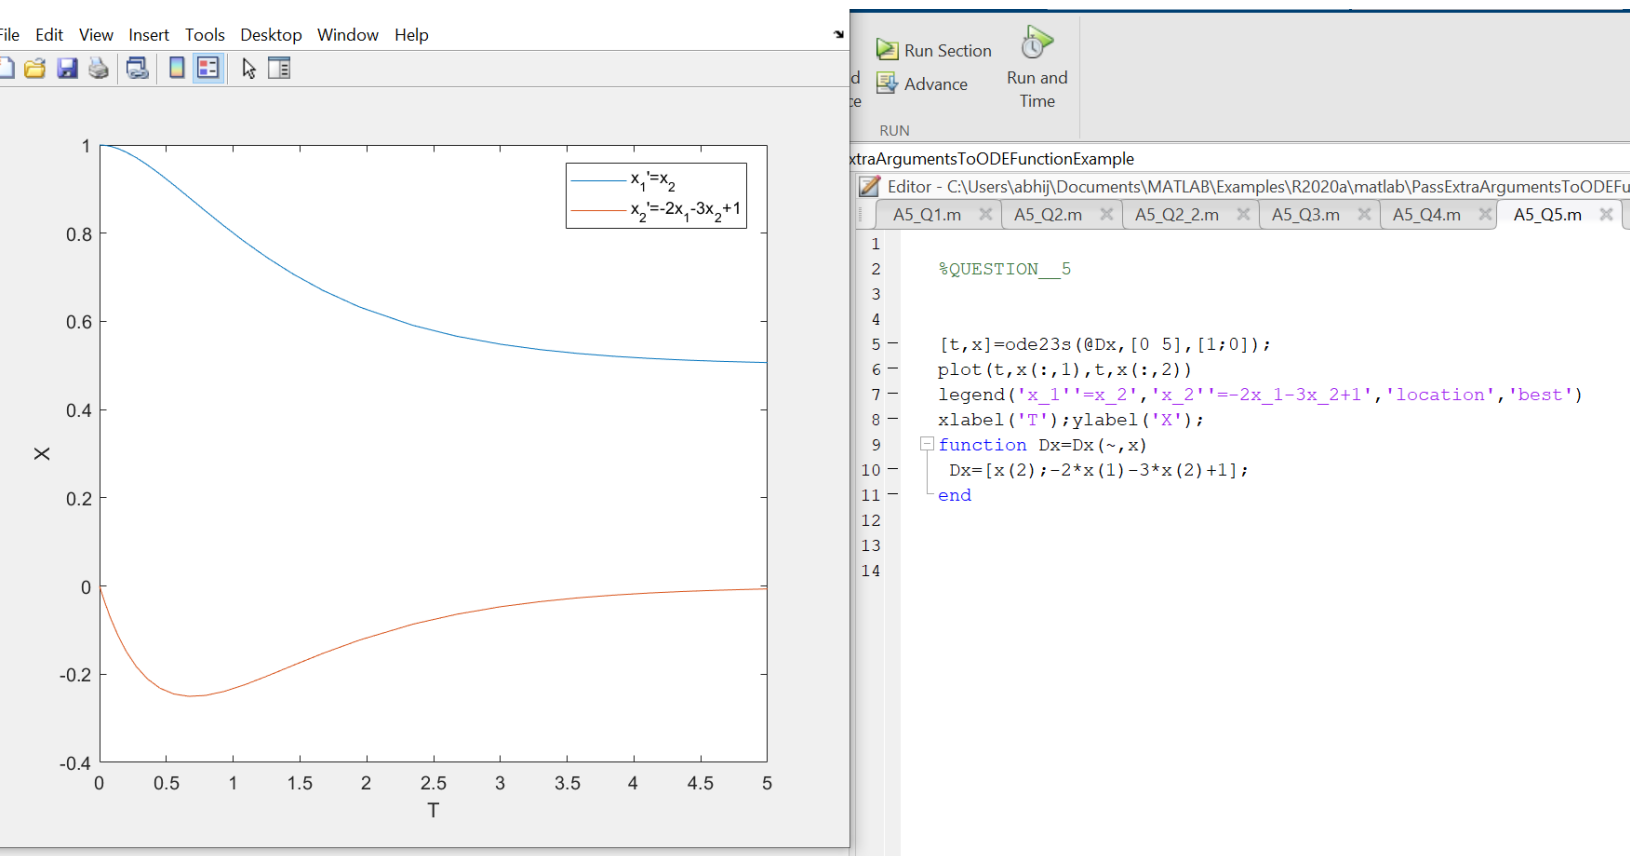 File Edit View Insert Tools Desktop Window Help
X
1
0.8
0.6
0.4
0.2
0
-0.2
-0.4
0 0.5 1 1.5 2 2.5 3 3.5 4 4.5 5
T
x1'=x2
x2'=-2x1-3x2+1
Run Section
Advance
Run and
Time
RUN
xtraArgumentsToODEFunctionExample
Editor - C:\Users\abhij\Documents\MATLAB\Examples\R2020a\matlab\PassExtraArgumentsToODEFu
A5_Q1.m A5_Q2.m A5_Q2_2.m A5_Q3.m A5_Q4.m A5_Q5.m
1
2 %QUESTION__5
3
4
5 [t,x]=ode23s(@Dx,[0 5],[1;0]);
6 plot(t,x(:,1),t,x(:,2))
7 legend('x_1''=x_2','x_2''=-2x_1-3x_2+1','location','best')
8 xlabel('T');ylabel('X');
9 function Dx=Dx(~,x)
10 Dx=[x(2);-2*x(1)-3*x(2)+1];
11 end
12
13
14